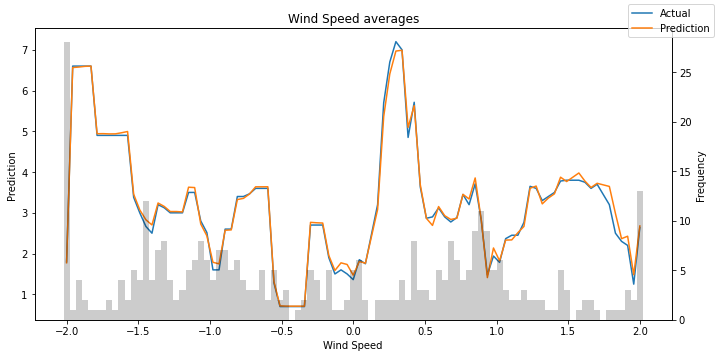 Wind Speed averages
Actual
Prediction
7
6
5
4
3
2
1
Prediction
25
20
15
10
5
0
Frequency
−2.0 −1.5 −1.0 −0.5 0.0 0.5 1.0 1.5 2.0
Wind Speed